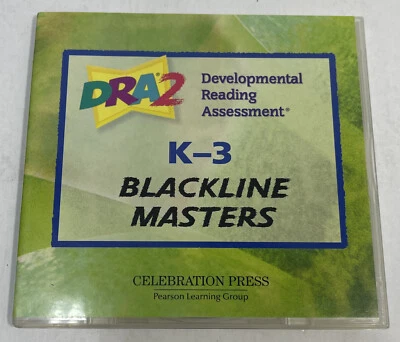 DRA2
Developmental
Reading
Assessment®
K–3
BLACKLINE
MASTERS
CELEBRATION PRESS
Pearson Learning Group